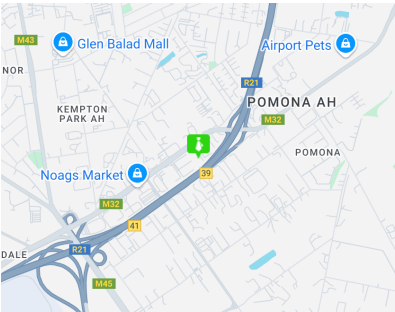 M43
Glen Balad Mall
Airport Pets
NOR
R21
POMONA AH
KEMPTON
PARK AH
M32
POMONA
Noags Market
39
M32
41
DALE
R21
M45